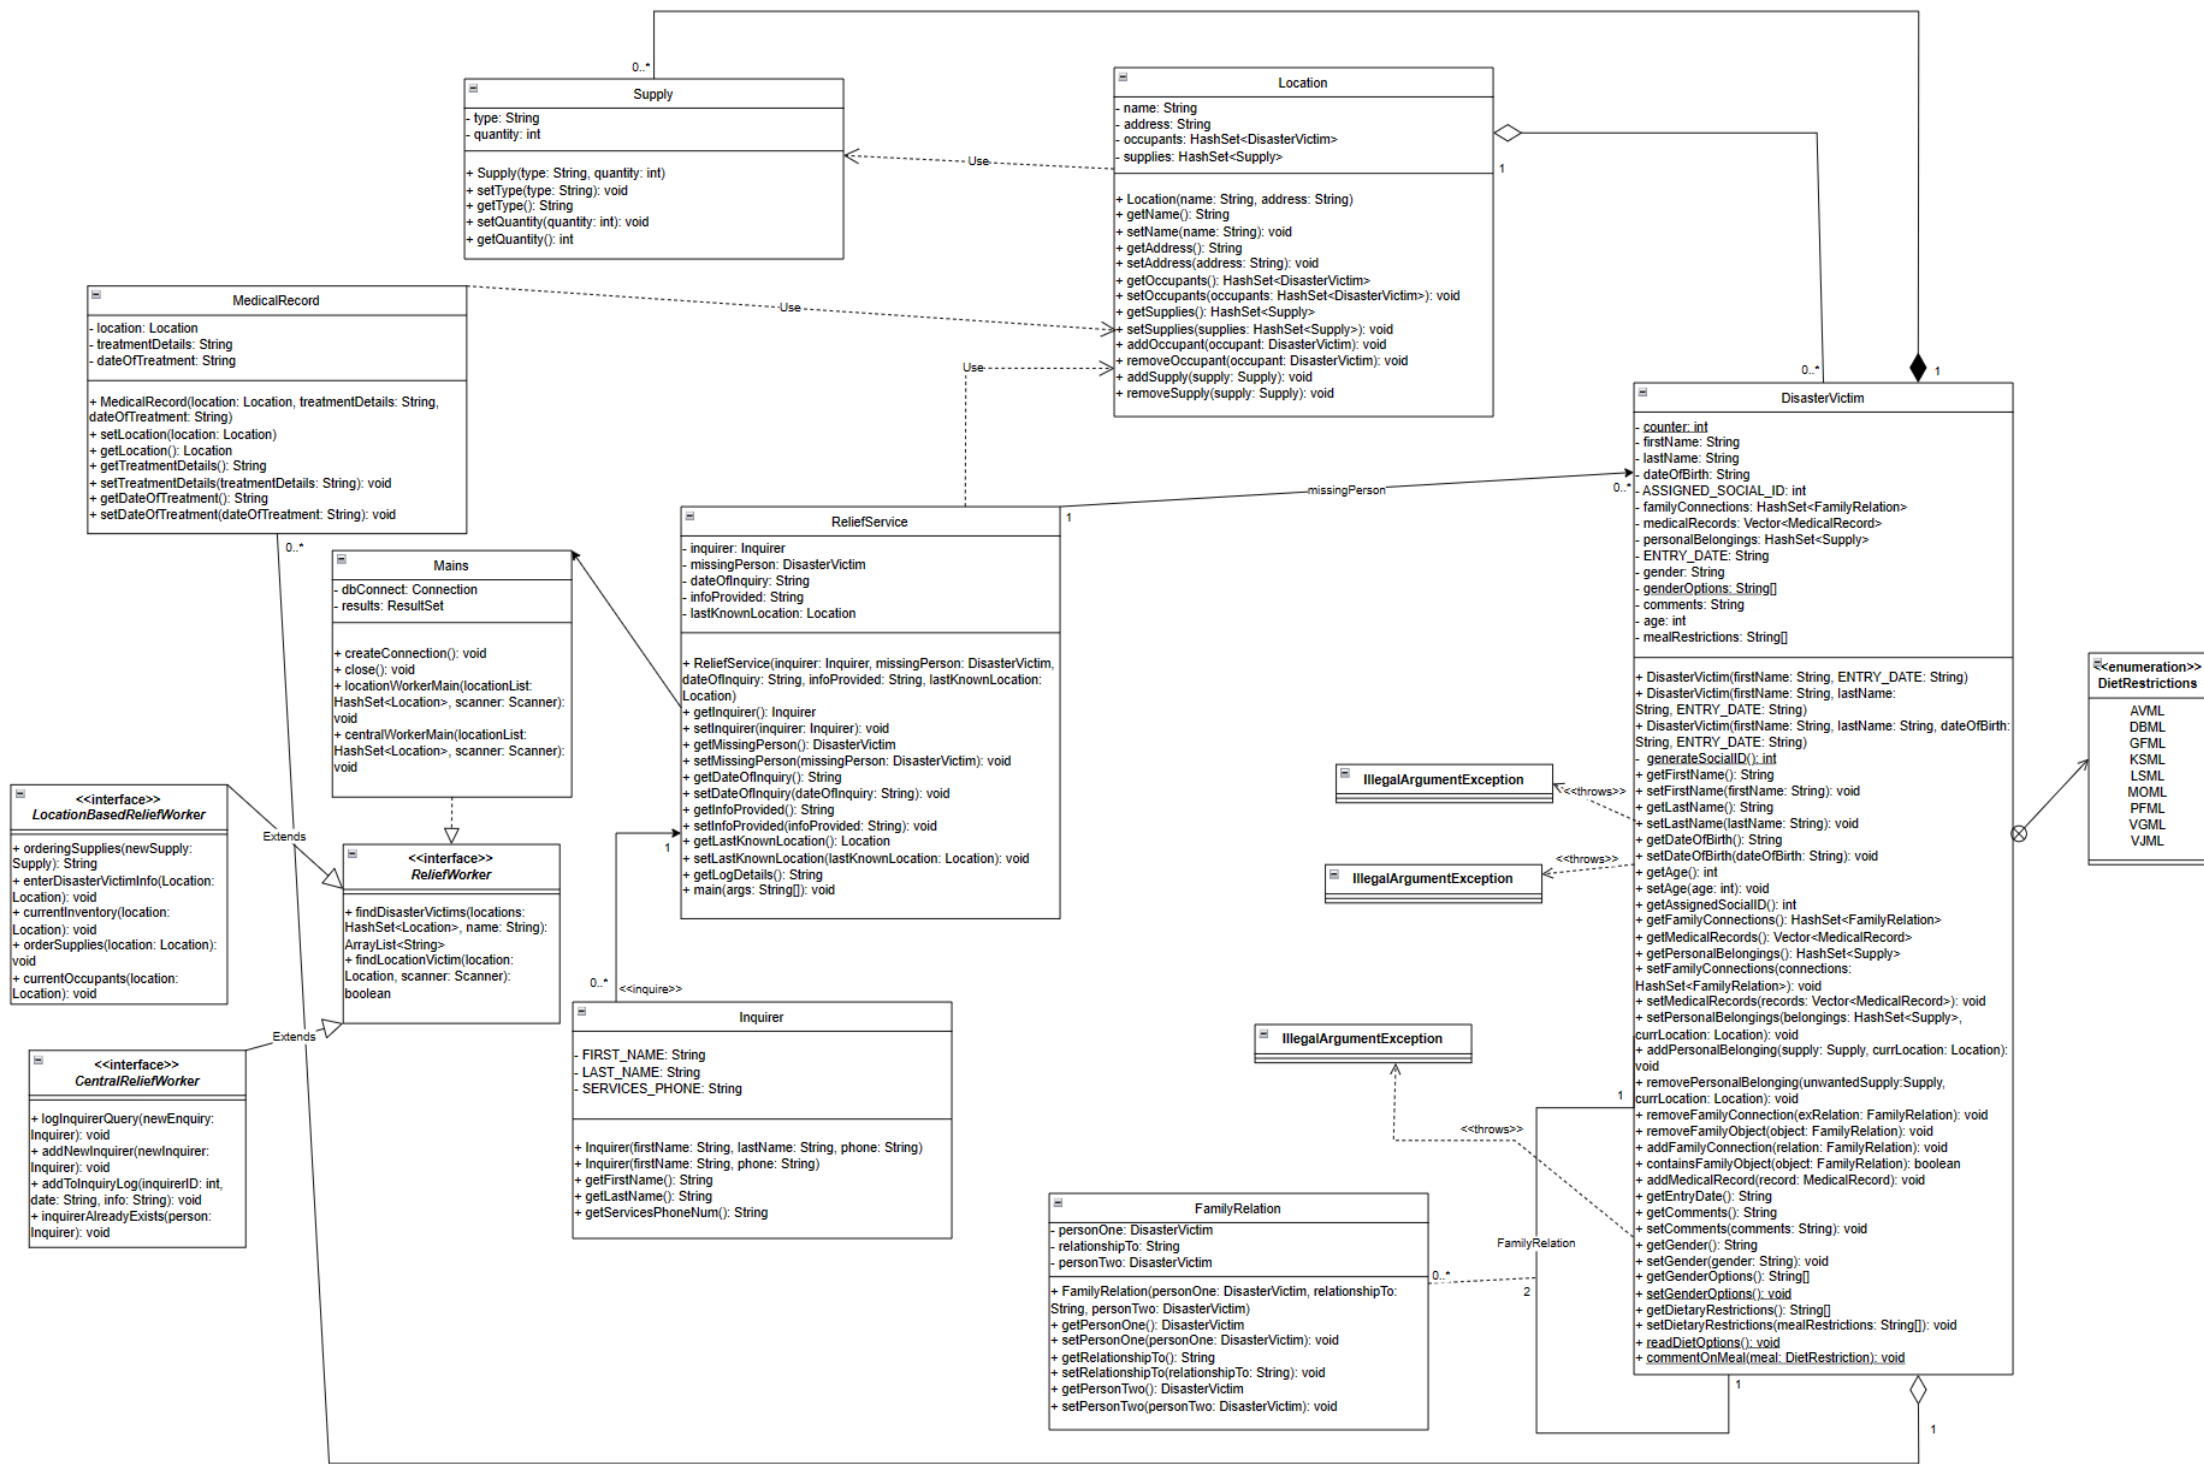 0..*
Supply
- type: String
- quantity: int
+ Supply(type: String, quantity: int)
+ setType(type: String): void
+ getType(): String
+ setQuantity(quantity: int): void
+ getQuantity(): int
Use
Location
- name: String
- address: String
- occupants: HashSet<DisasterVictim>
- supplies: HashSet<Supply>
+ Location(name: String, address: String)
+ getName(): String
+ setName(name: String): void
+ getAddress(): String
+ setAddress(address: String): void
+ getOccupants(): HashSet<DisasterVictim>
+ setOccupants(occupants: HashSet<DisasterVictim>): void
+ getSupplies(): HashSet<Supply>
+ setSupplies(supplies: HashSet<Supply>): void
+ addOccupant(occupant: DisasterVictim): void
+ removeOccupant(occupant: DisasterVictim): void
+ addSupply(supply: Supply): void
+ removeSupply(supply: Supply): void
1
0..*
1
MedicalRecord
- location: Location
- treatmentDetails: String
- dateOfTreatment: String
+ MedicalRecord(location: Location, treatmentDetails: String,
dateOfTreatment: String)
+ setLocation(location: Location)
+ getLocation(): Location
+ getTreatmentDetails(): String
+ setTreatmentDetails(treatmentDetails: String): void
+ getDateOfTreatment(): String
+ setDateOfTreatment(dateOfTreatment: String): void
0..*
Use
Use
missingPerson
1
0..*
Mains
- dbConnect: Connection
- results: ResultSet
+ createConnection(): void
+ close(): void
+ locationWorkerMain(locationList:
HashSet<Location>, scanner: Scanner):
void
+ centralWorkerMain(locationList:
HashSet<Location>, scanner: Scanner):
void
ReliefService
- inquirer: Inquirer
- missingPerson: DisasterVictim
- dateOfInquiry: String
- infoProvided: String
- lastKnownLocation: Location
+ ReliefService(inquirer: Inquirer, missingPerson: DisasterVictim,
dateOfInquiry: String, infoProvided: String, lastKnownLocation:
Location)
+ getInquirer(): Inquirer
+ setInquirer(inquirer: Inquirer): void
+ getMissingPerson(): DisasterVictim
+ setMissingPerson(missingPerson: DisasterVictim): void
+ getDateOfInquiry(): String
+ setDateOfInquiry(dateOfInquiry: String): void
+ getInfoProvided(): String
+ setInfoProvided(infoProvided: String): void
+ getLastKnownLocation(): Location
+ setLastKnownLocation(lastKnownLocation: Location): void
+ getLogDetails(): String
+ main(args: String[]): void
1
0..*
<<inquire>>
<<interface>>
LocationBasedReliefWorker
+ orderingSupplies(newSupply:
Supply): String
+ enterDisasterVictimInfo(Location:
Location): void
+ currentInventory(location:
Location): void
+ orderSupplies(location: Location):
void
+ currentOccupants(location:
Location): void
Extends
<<interface>>
ReliefWorker
+ findDisasterVictims(locations:
HashSet<Location>, name: String):
ArrayList<String>
+ findLocationVictim(location:
Location, scanner: Scanner):
boolean
Extends
<<interface>>
CentralReliefWorker
+ logInquirerQuery(newEnquiry:
Inquirer): void
+ addNewInquirer(newInquirer:
Inquirer): void
+ addToInquiryLog(inquirerID: int,
date: String, info: String): void
+ inquirerAlreadyExists(person:
Inquirer): void
Inquirer
- FIRST_NAME: String
- LAST_NAME: String
- SERVICES_PHONE: String
+ Inquirer(firstName: String, lastName: String, phone: String)
+ Inquirer(firstName: String, phone: String)
+ getFirstName(): String
+ getLastName(): String
+ getServicesPhoneNum(): String
IllegalArgumentException
<<throws>>
IllegalArgumentException
<<throws>>
IllegalArgumentException
<<throws>>
FamilyRelation
- personOne: DisasterVictim
- relationshipTo: String
- personTwo: DisasterVictim
+ FamilyRelation(personOne: DisasterVictim, relationshipTo:
String, personTwo: DisasterVictim)
+ getPersonOne(): DisasterVictim
+ setPersonOne(personOne: DisasterVictim): void
+ getRelationshipTo(): String
+ setRelationshipTo(relationshipTo: String): void
+ getPersonTwo(): DisasterVictim
+ setPersonTwo(personTwo: DisasterVictim): void
0..*
FamilyRelation
2
1
1
1
DisasterVictim
- counter: int
- firstName: String
- lastName: String
- dateOfBirth: String
- ASSIGNED_SOCIAL_ID: int
- familyConnections: HashSet<FamilyRelation>
- medicalRecords: Vector<MedicalRecord>
- personalBelongings: HashSet<Supply>
- ENTRY_DATE: String
- gender: String
- genderOptions: String[]
- comments: String
- age: int
- mealRestrictions: String[]
+ DisasterVictim(firstName: String, ENTRY_DATE: String)
+ DisasterVictim(firstName: String, lastName:
String, ENTRY_DATE: String)
+ DisasterVictim(firstName: String, lastName: String, dateOfBirth:
String, ENTRY_DATE: String)
- generateSocialID(): int
+ getFirstName(): String
+ setFirstName(firstName: String): void
+ getLastName(): String
+ setLastName(lastName: String): void
+ getDateOfBirth(): String
+ setDateOfBirth(dateOfBirth: String): void
+ getAge(): int
+ setAge(age: int): void
+ getAssignedSocialID(): int
+ getFamilyConnections(): HashSet<FamilyRelation>
+ getMedicalRecords(): Vector<MedicalRecord>
+ getPersonalBelongings(): HashSet<Supply>
+ setFamilyConnections(connections:
HashSet<FamilyRelation>): void
+ setMedicalRecords(records: Vector<MedicalRecord>): void
+ setPersonalBelongings(belongings: HashSet<Supply>,
currLocation: Location): void
+ addPersonalBelonging(supply: Supply, currLocation: Location):
void
+ removePersonalBelonging(unwantedSupply:Supply,
currLocation: Location): void
+ removeFamilyConnection(exRelation: FamilyRelation): void
+ removeFamilyObject(object: FamilyRelation): void
+ addFamilyConnection(relation: FamilyRelation): void
+ containsFamilyObject(object: FamilyRelation): boolean
+ addMedicalRecord(record: MedicalRecord): void
+ getEntryDate(): String
+ getComments(): String
+ setComments(comments: String): void
+ getGender(): String
+ setGender(gender: String): void
+ getGenderOptions(): String[]
+ setGenderOptions(): void
+ getDietaryRestrictions(): String[]
+ setDietaryRestrictions(mealRestrictions: String[]): void
+ readDietOptions(): void
+ commentOnMeal(meal: DietRestriction): void
<<enumeration>>
DietRestrictions
AVML
DBML
GFML
KSML
LSML
MOML
PFML
VGML
VJML